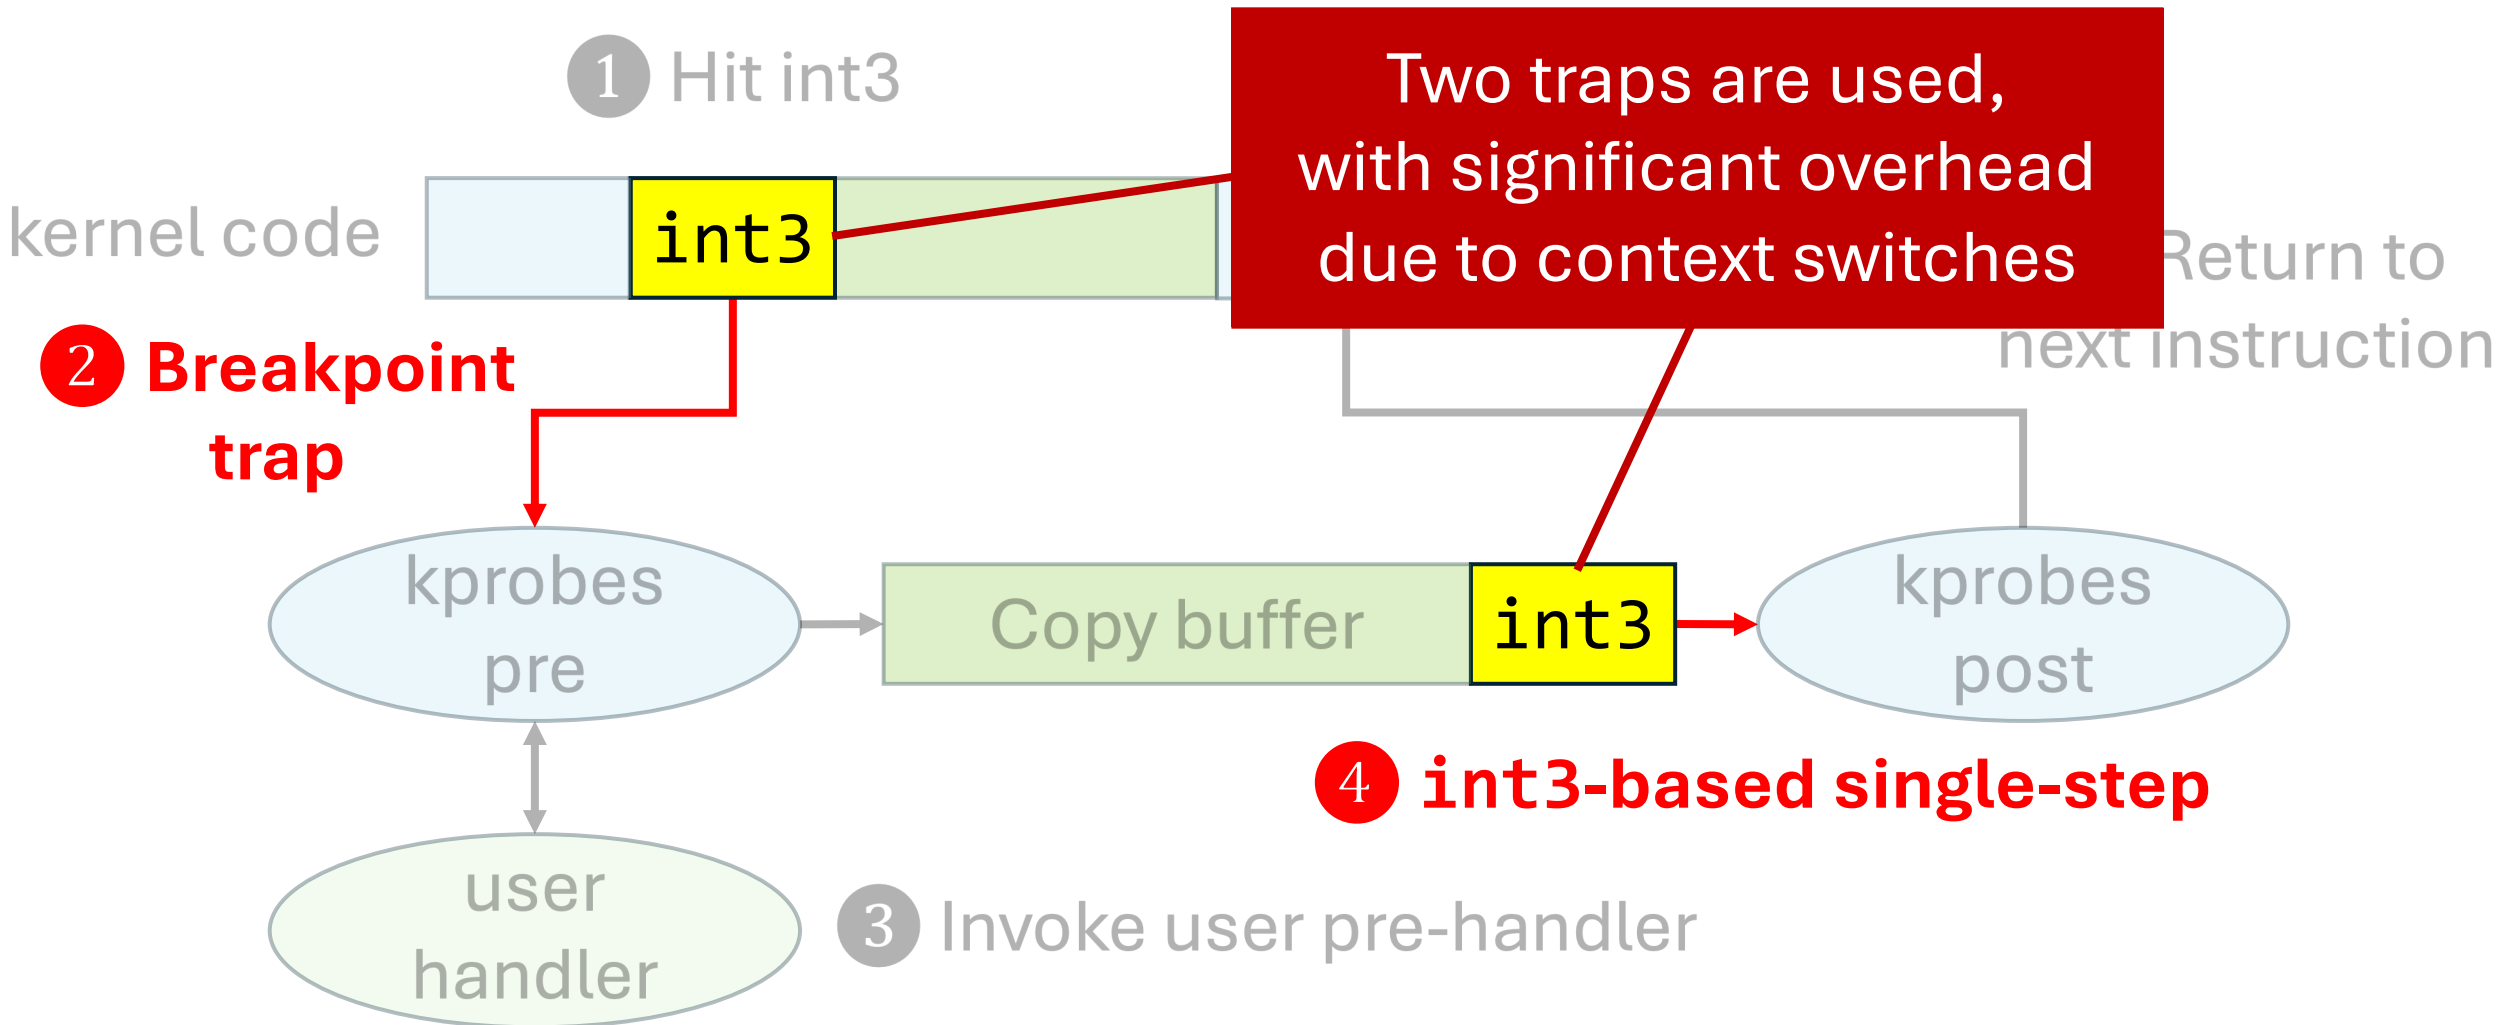 1 Hit int3
Two traps are used,
with significant overhead
due to context switches
kernel code
int3
Return to
next instruction
2 Breakpoint
trap
kprobes
pre
Copy buffer
int3
kprobes
post
4 int3-based single-step
user
handler
3 Invoke user pre-handler